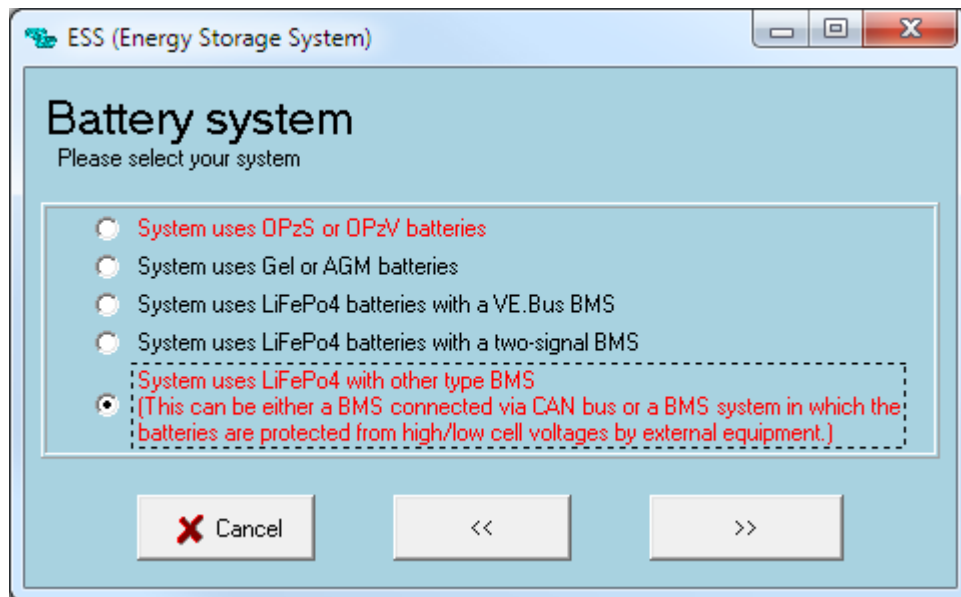 ESS (Energy Storage System)
Battery system
Please select your system
System uses OPzS or OPzV batteries
System uses Gel or AGM batteries
System uses LiFePo4 batteries with a VE.Bus BMS
System uses LiFePo4 batteries with a two-signal BMS
System uses LiFePo4 with other type BMS
(This can be either a BMS connected via CAN bus or a BMS system in which the
batteries are protected from high/low cell voltages by external equipment.)
Cancel
<<
>>